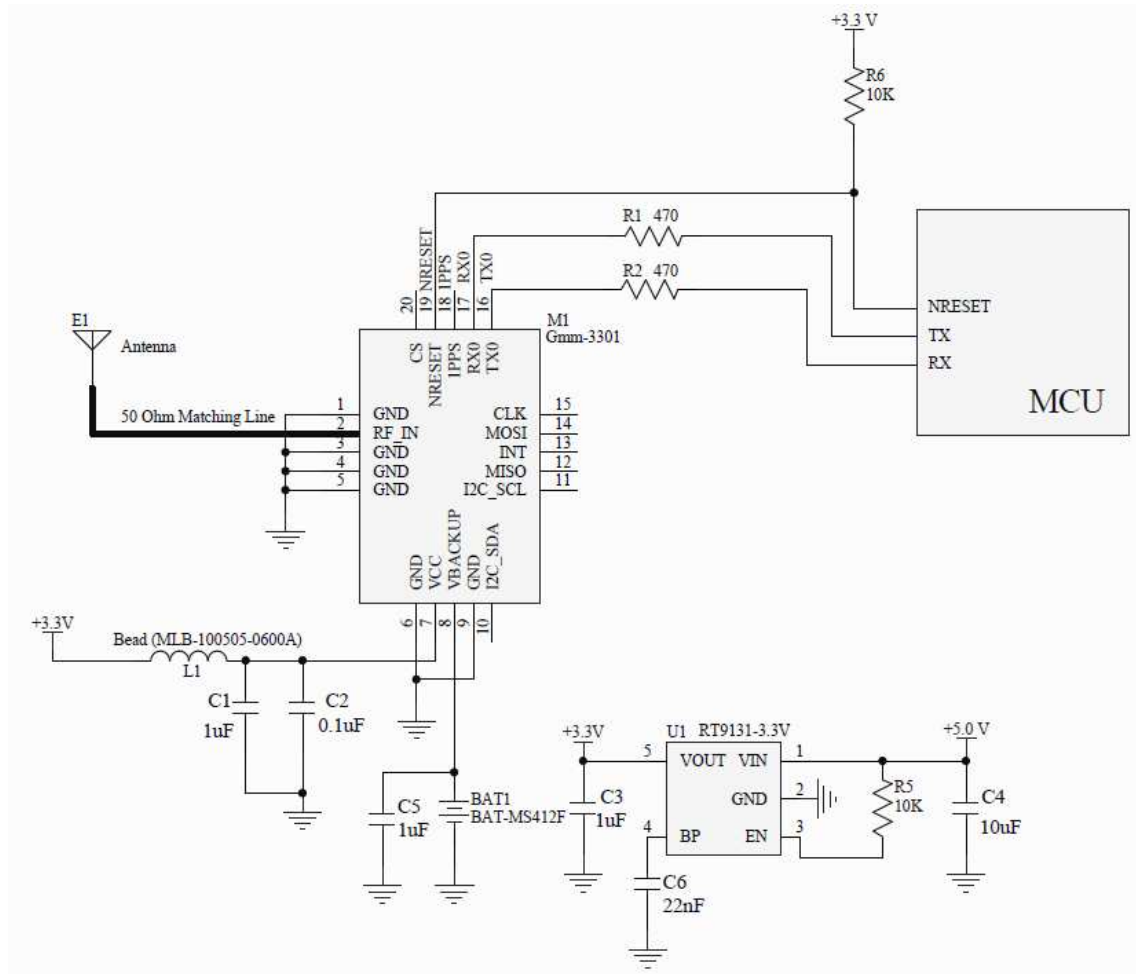 +3.3 V
R6
10K
R1 470
R2 470
20
19 NRESET
18 1PPS
17 RX0
16 TX0
M1
Gmm-3301
E1
Antenna
50 Ohm Matching Line
CS
NRESET
1PPS
RX0
TX0
NRESET
TX
RX
MCU
1 GND
2 RF_IN
3 GND
4 GND
5 GND
CLK 15
MOSI 14
INT 13
MISO 12
I2C_SCL 11
GND
VCC
VBACKUP
GND
I2C_SDA
6
7
8
9
10
+3.3V
Bead (MLB-100505-0600A)
L1
C1
1uF
C2
0.1uF
C5
1uF
BAT1
BAT-MS412F
+3.3V
U1 RT9131-3.3V
+5.0 V
5 VOUT VIN 1
GND 2
4 BP EN 3
C3
1uF
R5
10K
C4
10uF
C6
22nF